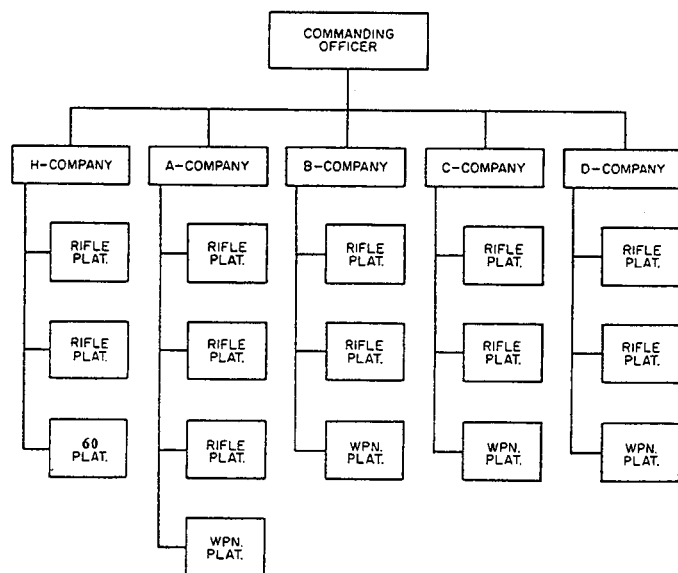 COMMANDING
OFFICER
H-COMPANY
A-COMPANY
B-COMPANY
C-COMPANY
D-COMPANY
RIFLE
PLAT.
RIFLE
PLAT.
RIFLE
PLAT.
RIFLE
PLAT.
RIFLE
PLAT.
RIFLE
PLAT.
RIFLE
PLAT.
RIFLE
PLAT.
RIFLE
PLAT.
RIFLE
PLAT.
60
PLAT.
RIFLE
PLAT.
WPN.
PLAT.
WPN.
PLAT.
WPN.
PLAT.
WPN.
PLAT.